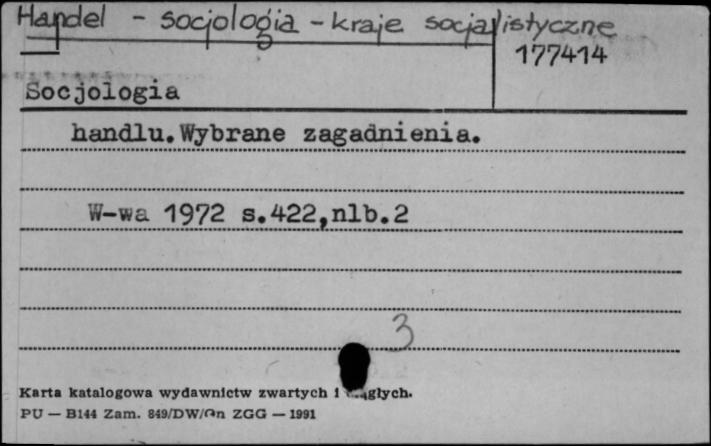 Handel - socjologia - kraje socjalistyczne
177414
Socjologia
handlu.Wybrane zagadnienia.
W-wa 1972 s.422,nlb.2
3
Karta katalogowa wydawnictw zwartych i
PU — B144 Zam. 849/DW/On ZGG — 1991